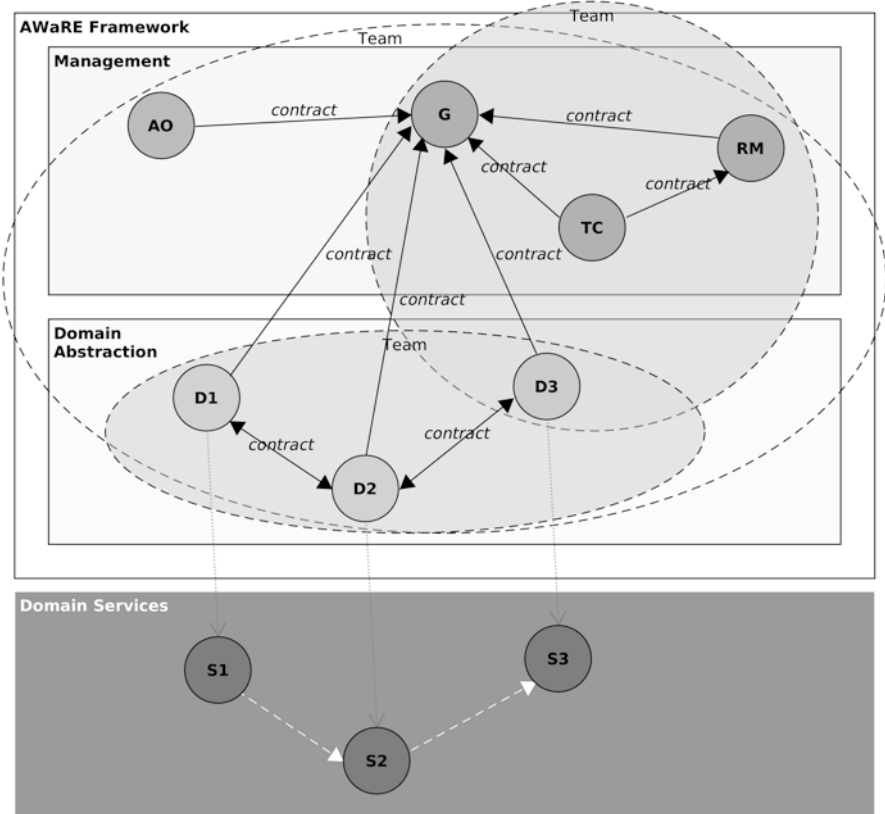 Team
AWaRE Framework
Team
Management
AO
contract
G
contract
RM
contract
contract
TC
contract
contract
contract
Domain
Abstraction
Team
D1
D3
contract
contract
D2
Domain Services
S1
S3
S2